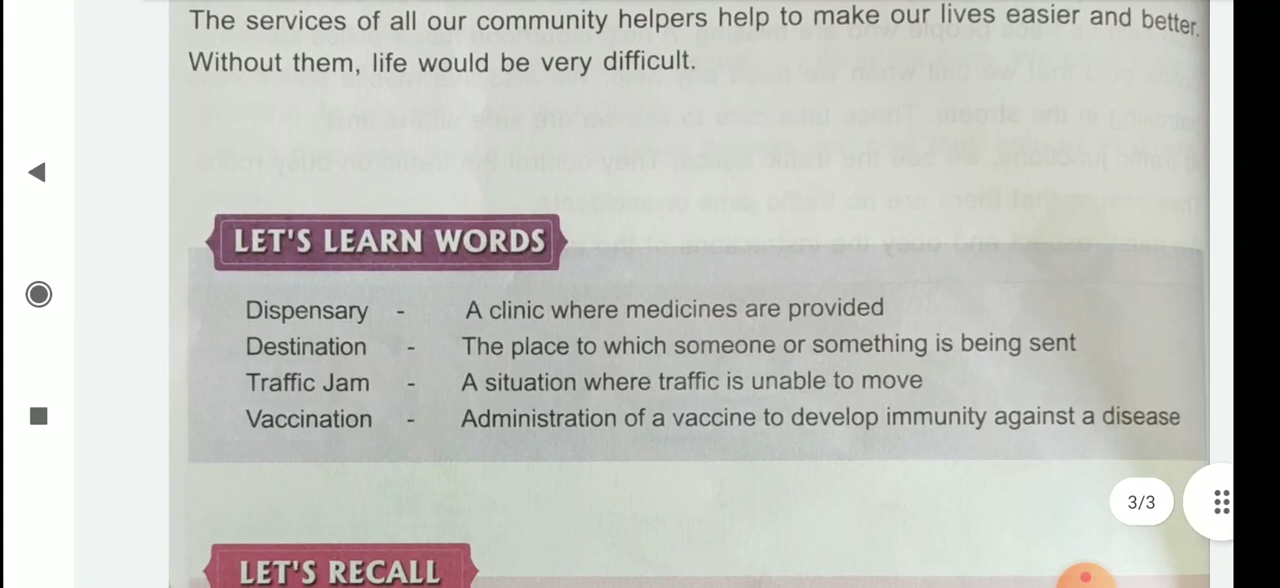 The services of all our community helpers help to make our lives easier and better.
Without them, life would be very difficult.
LET'S LEARN WORDS
Dispensary - A clinic where medicines are provided
Destination - The place to which someone or something is being sent
Traffic Jam - A situation where traffic is unable to move
Vaccination - Administration of a vaccine to develop immunity against a disease
3/3
LET'S RECALL